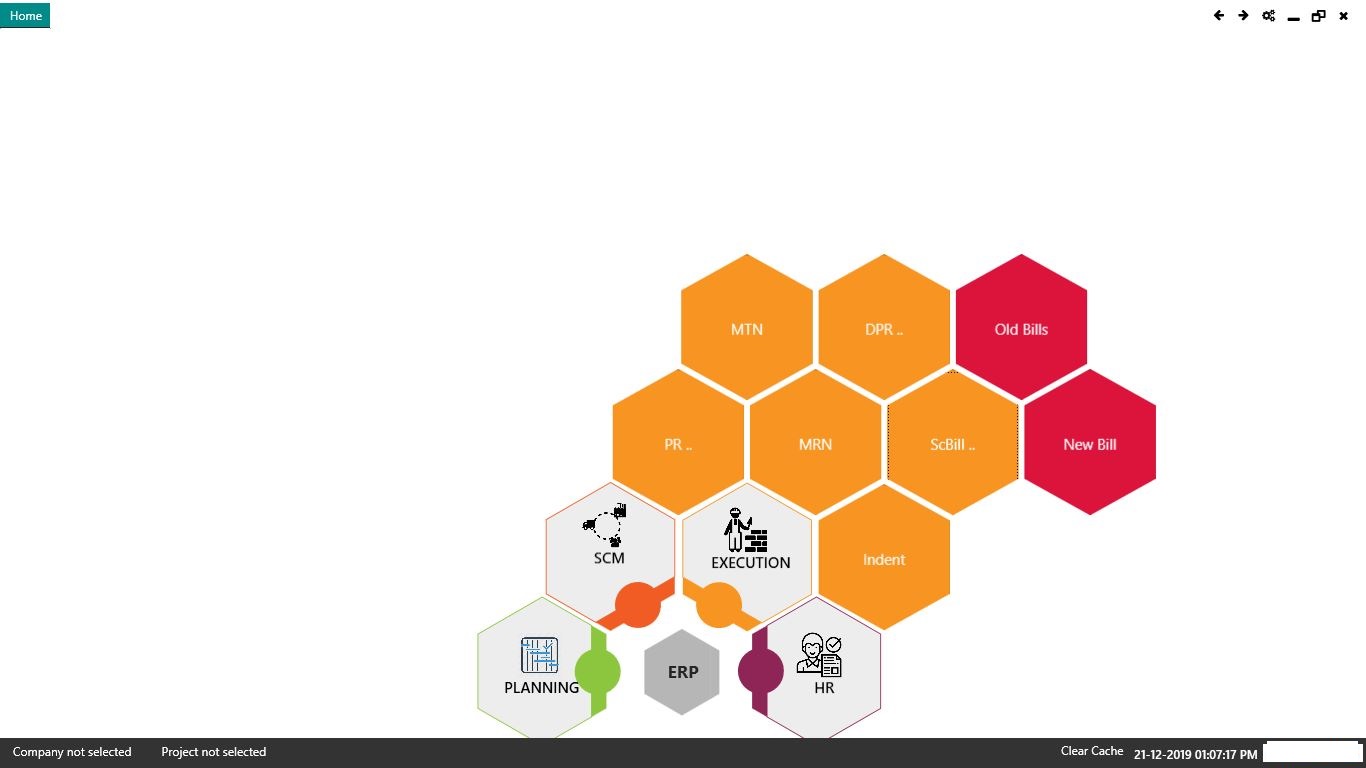 Home
MTN
DPR ..
Old Bills
PR ..
MRN
ScBill ..
New Bill
SCM
EXECUTION
Indent
PLANNING
ERP
HR
Company not selected
Project not selected
Clear Cache
21-12-2019 01:07:17 PM